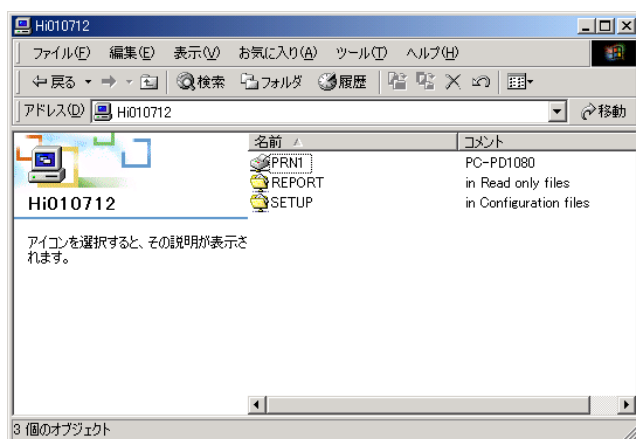 Hi010712
ファイル(F) 編集(E) 表示(V) お気に入り(A) ツール(T) ヘルプ(H)
戻る 検索 フォルダ 履歴
アドレス(D) Hi010712 移動
Hi010712
アイコンを選択すると、その説明が表示さ
れます。
名前 コメント
PRN1 PC-PD1080
REPORT in Read only files
SETUP in Configuration files
3 個のオブジェクト